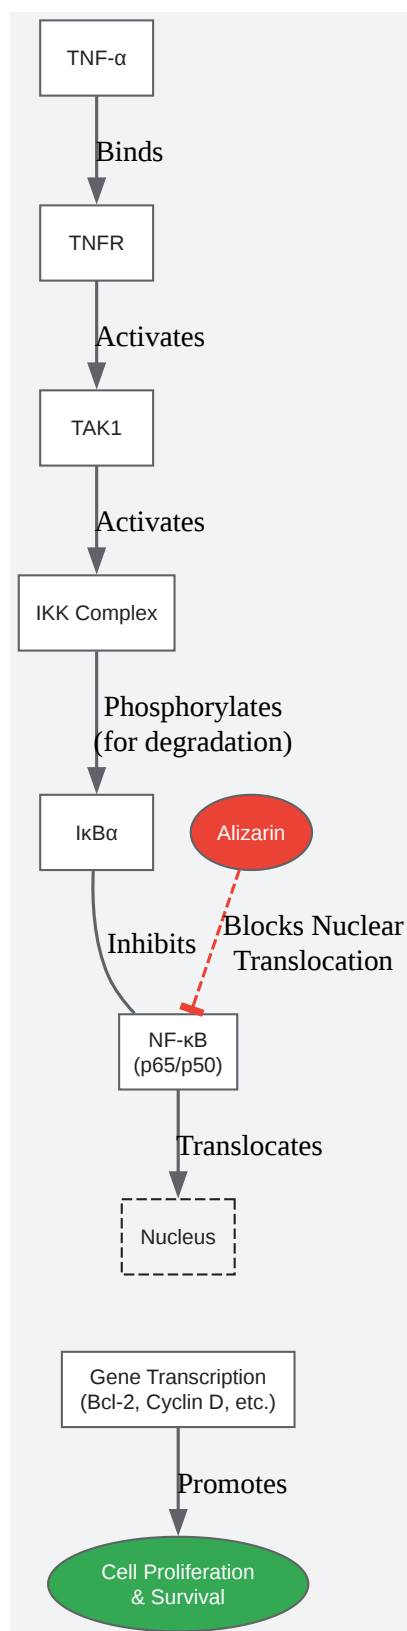 TNF-α
Binds
TNFR
Activates
TAK1
Activates
IKK Complex
Phosphorylates
(for degradation)
IκBα
Alizarin
Inhibits
Blocks Nuclear
Translocation
NF-κB
(p65/p50)
Translocates
Nucleus
Gene Transcription
(Bcl-2, Cyclin D, etc.)
Promotes
Cell Proliferation
& Survival